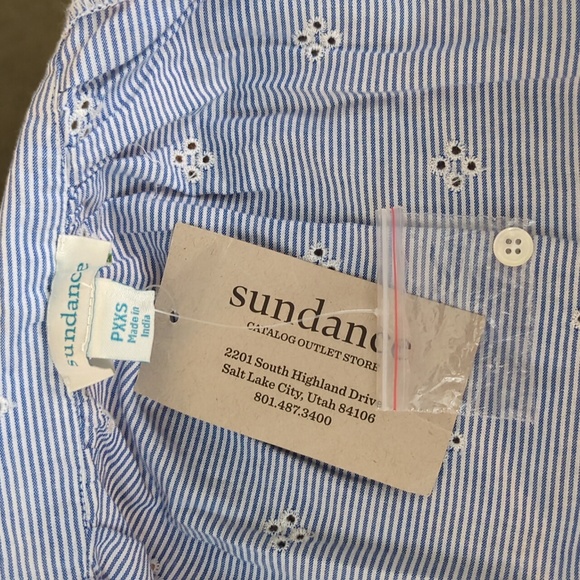 sundance
PXXS
Made in
India
sundance
CATALOG OUTLET STORE
2201 South Highland Drive
Salt Lake City, Utah 84106
801.487.3400